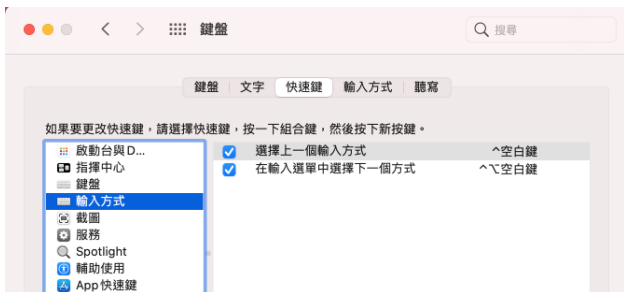 鍵盤
搜尋
鍵盤 文字 快速鍵 輸入方式 聽寫
如果要更改快速鍵，請選擇快速鍵，按一下組合鍵，然後按下新按鍵。
啟動台與 D...
選擇上一個輸入方式 ^空白鍵
指揮中心
在輸入選單中選擇下一個方式 ^⌥空白鍵
鍵盤
輸入方式
截圖
服務
Spotlight
輔助使用
App 快速鍵